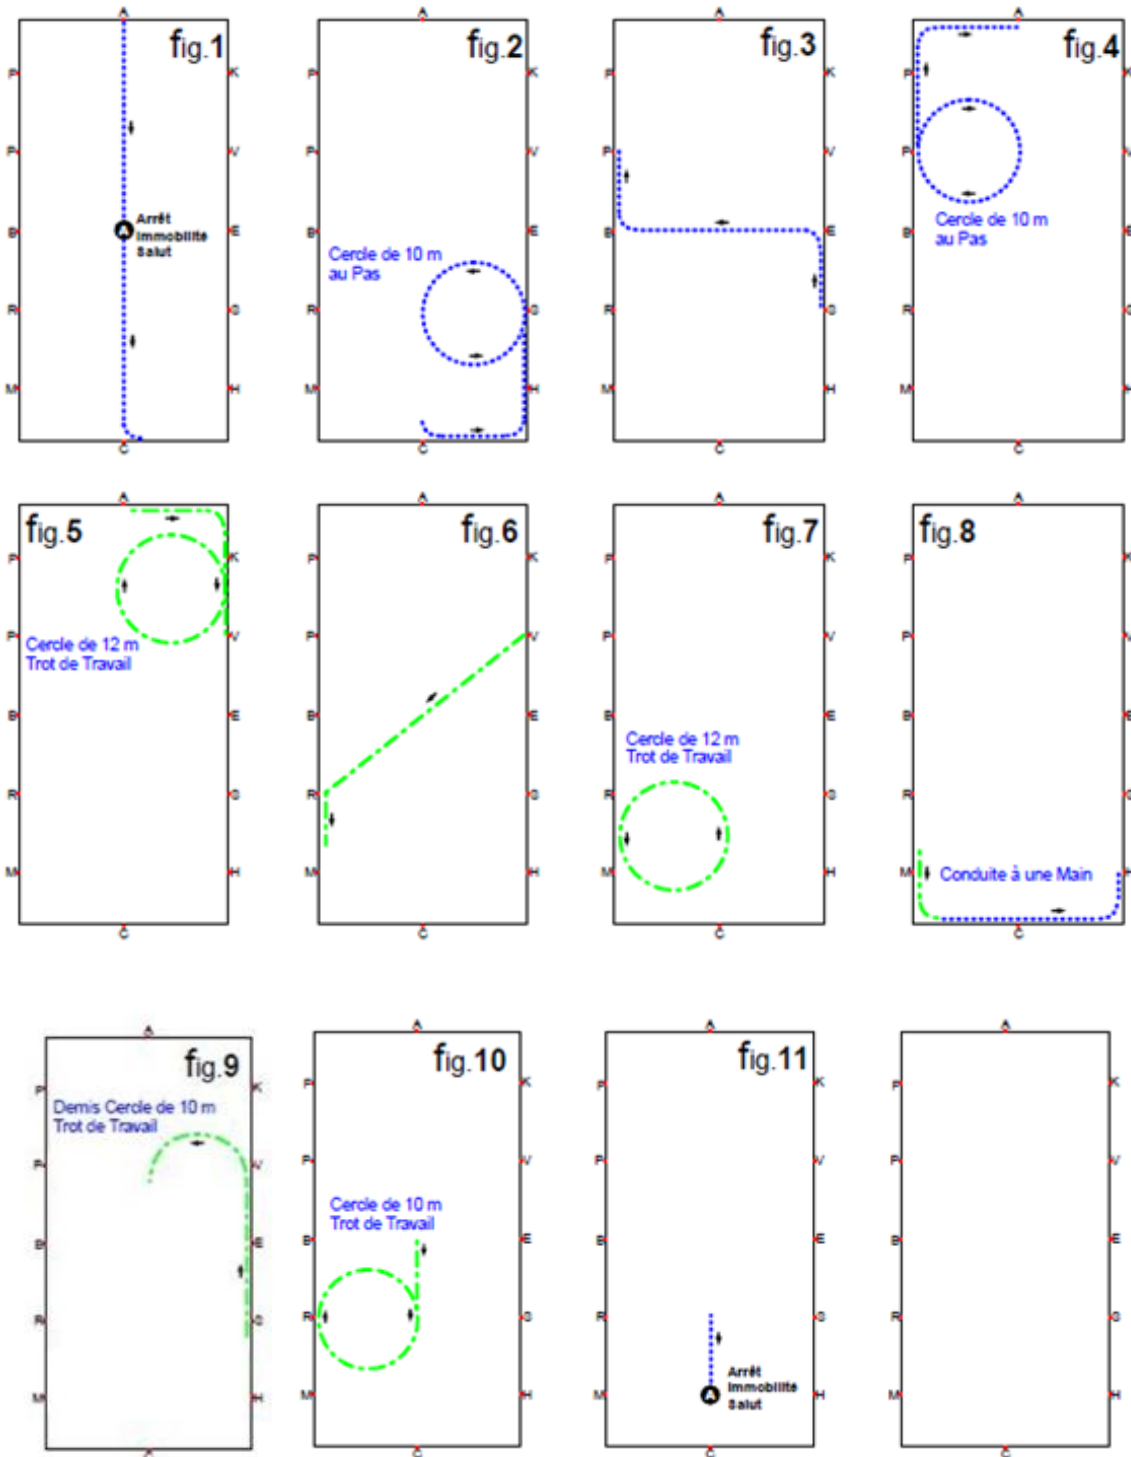 A
fig.1
F K
P V
B A Arrêt E
Immobilité
Salut
R S
M H
C
A
fig.2
F K
P V
B E
Cercle de 10 m
au Pas
R S
M H
C
A
fig.3
F K
P V
B E
R S
M H
C
A
fig.4
F K
P V
Cercle de 10 m
B E
au Pas
R S
M H
C
A
fig.5
F K
P V
Cercle de 12 m
Trot de Travail
B E
R S
M H
C
A
fig.6
F K
P V
B E
R S
M H
C
A
fig.7
F K
P V
B E
Cercle de 12 m
Trot de Travail
R S
M H
C
A
fig.8
F K
P V
B E
R S
M Conduite à une Main H
C
A
fig.9
F K
Demis Cercle de 10 m
Trot de Travail
P V
B E
R S
M H
C
A
fig.10
F K
P V
Cercle de 10 m
Trot de Travail
B E
R S
M H
C
A
fig.11
F K
P V
B E
R S
Arrêt
M A Immobilité H
Salut
C
A
F K
P V
B E
R S
M H
C